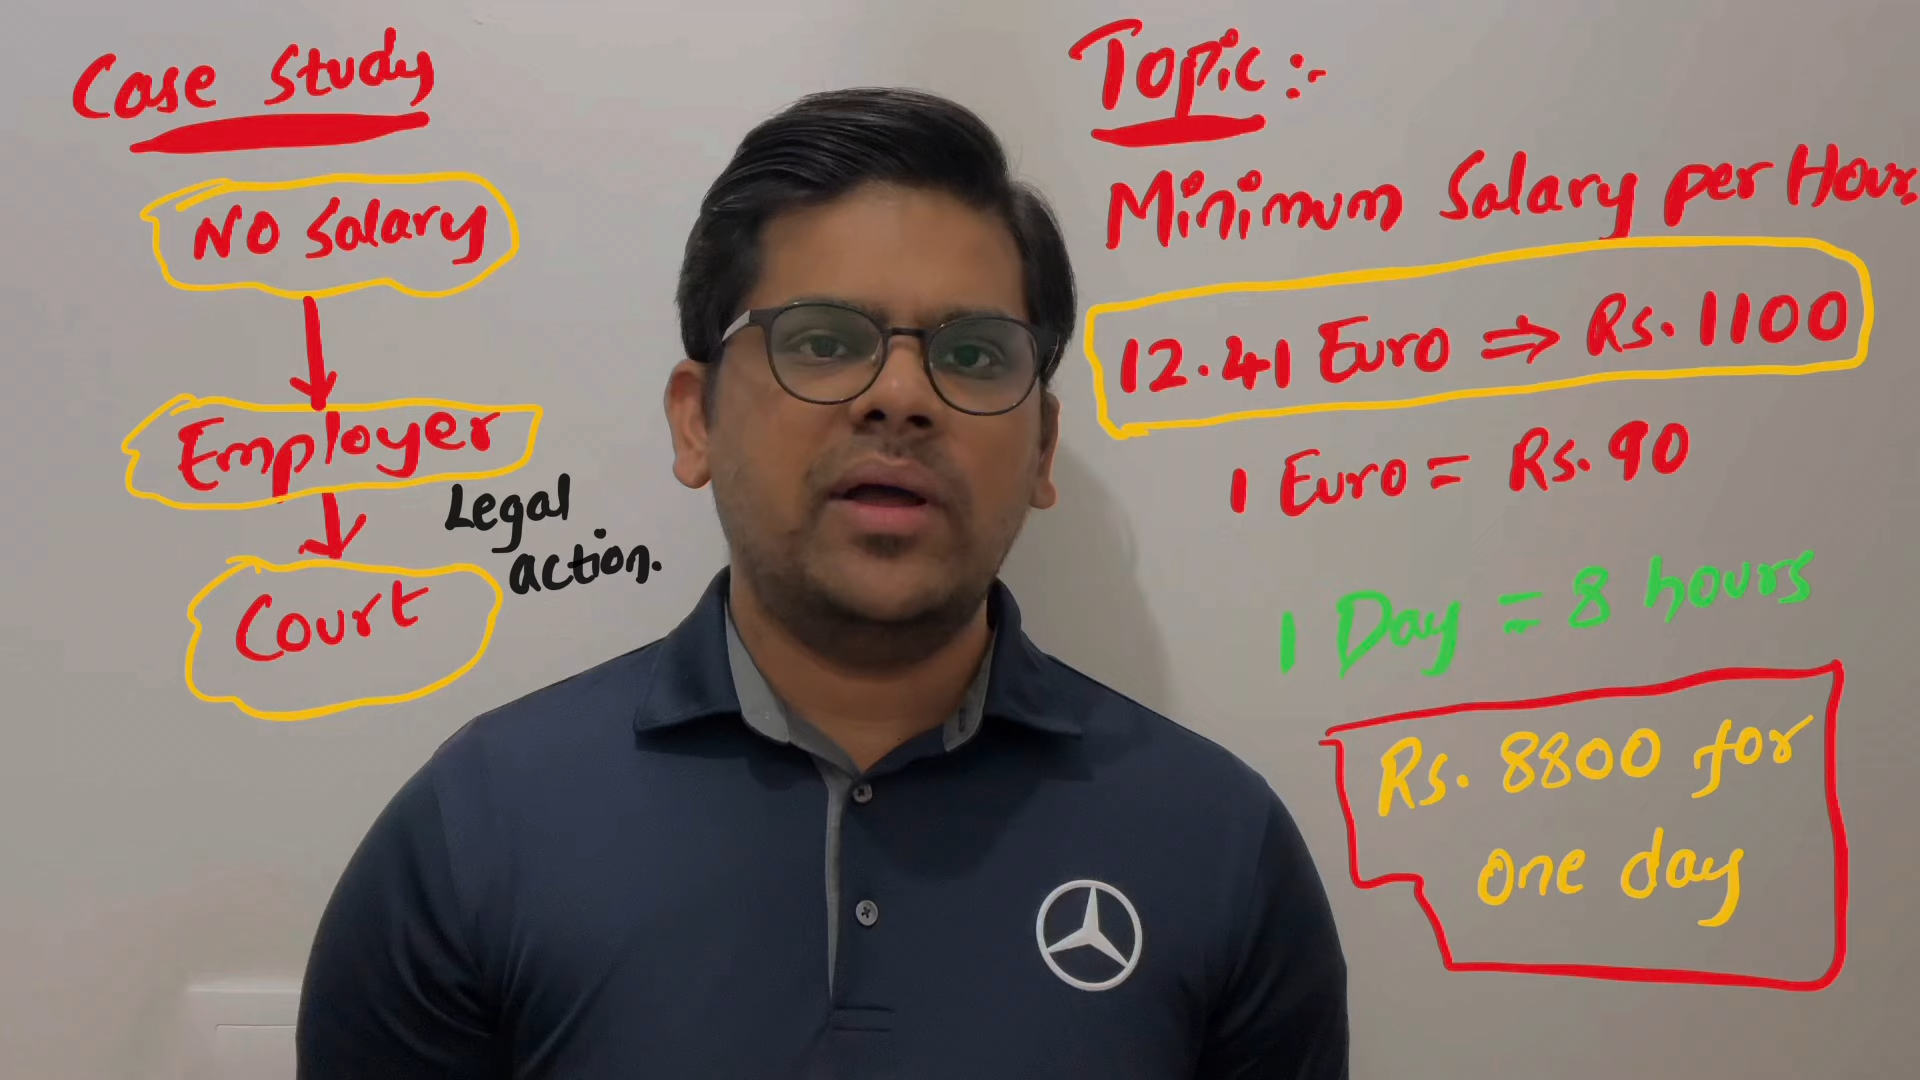 Case Study
No Salary
Employer
Legal
action.
Court
Topic :-
Minimum Salary per Hour.
12.41 Euro ⇒ Rs. 1100
1 Euro = Rs. 90
1 Day = 8 hours
Rs. 8800 for
one day